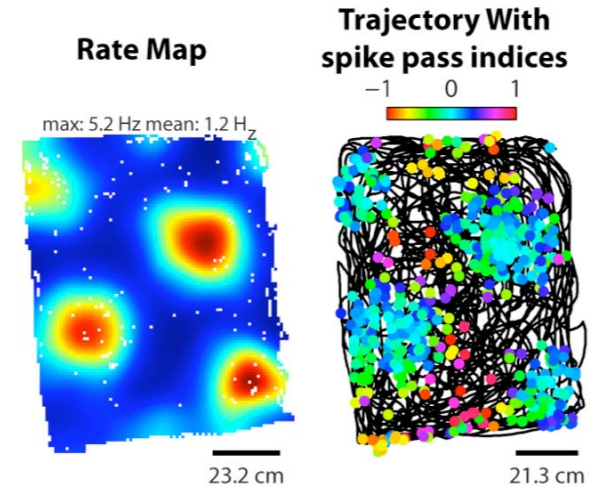 Rate Map
max: 5.2 Hz mean: 1.2 Hz
23.2 cm
Trajectory With
spike pass indices
−1 0 1
21.3 cm